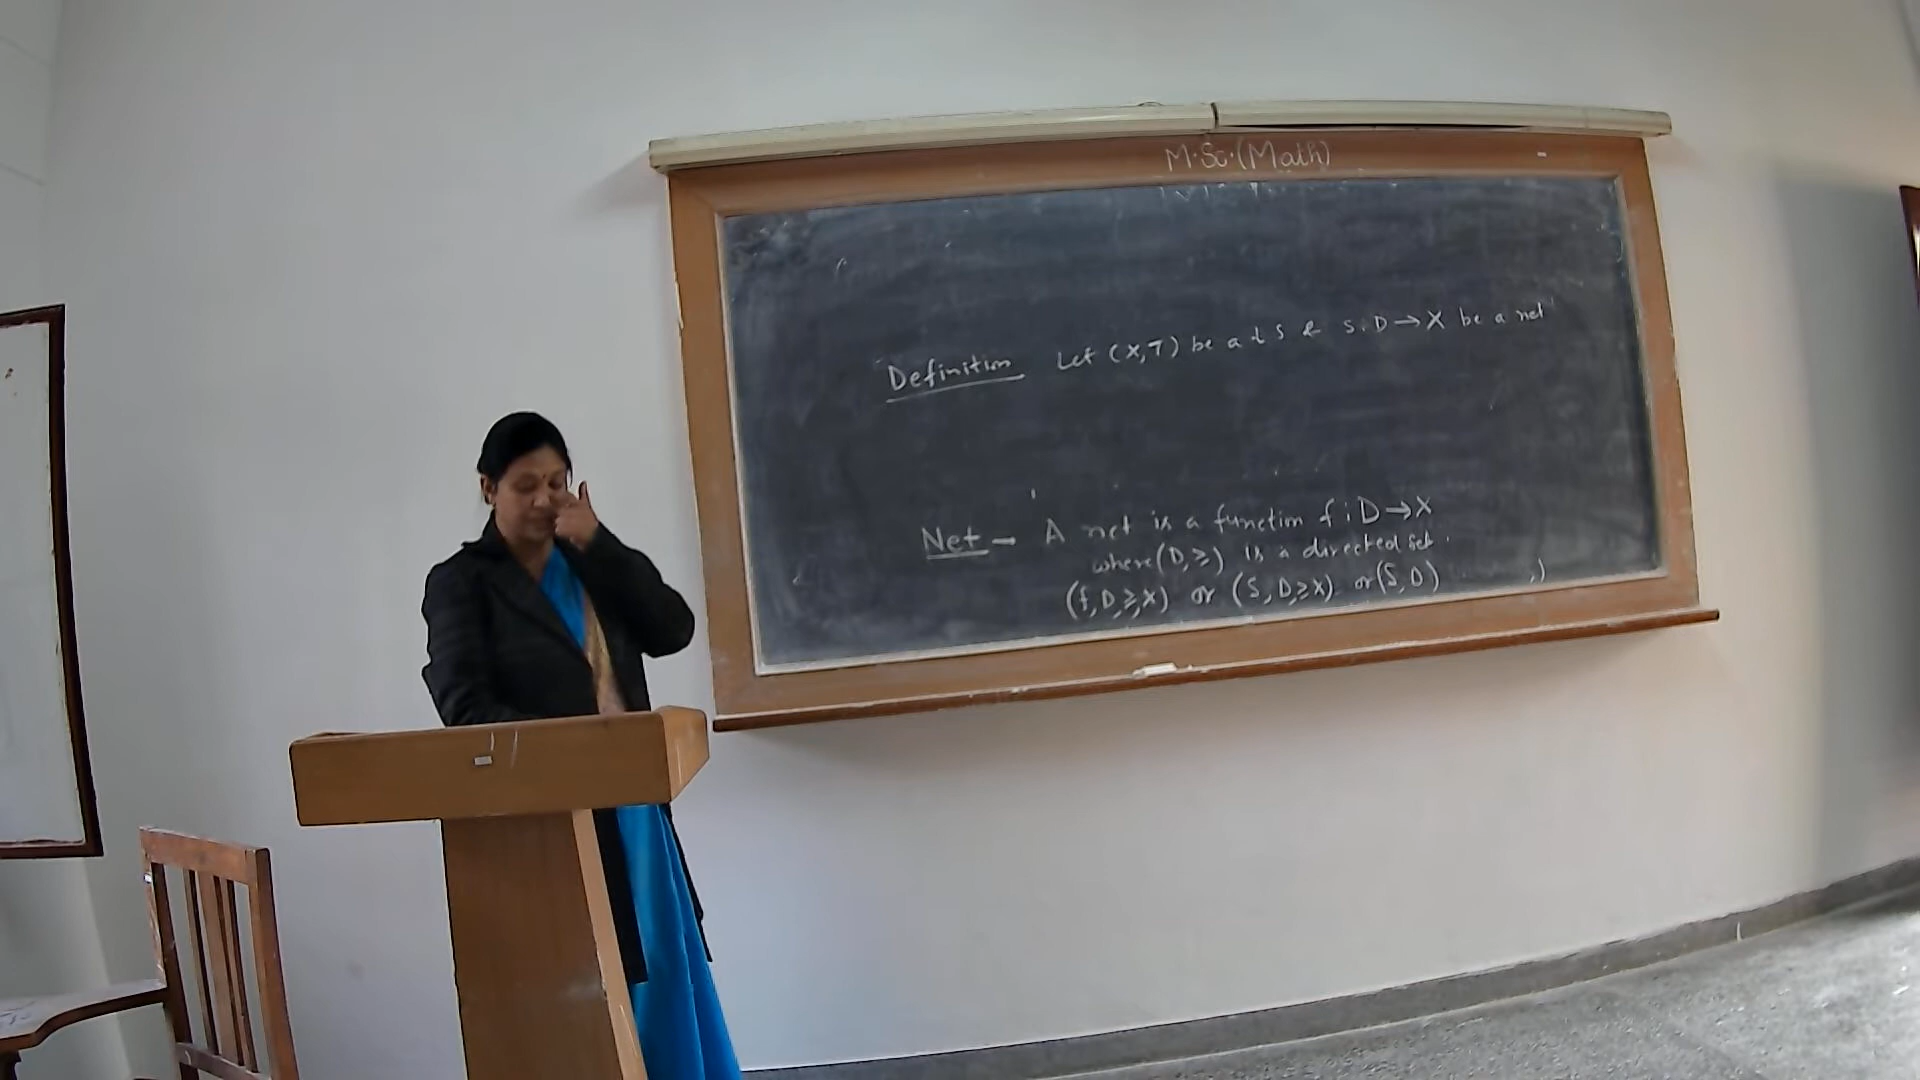 M.Sc.(Math)
Definition Let (X,T) be a t S & S:D→X be a net
Net – A net is a function f:D→X
where (D,≥) is a directed set.
(f,D,≥,X) or (S,D,≥X) or (S,D)